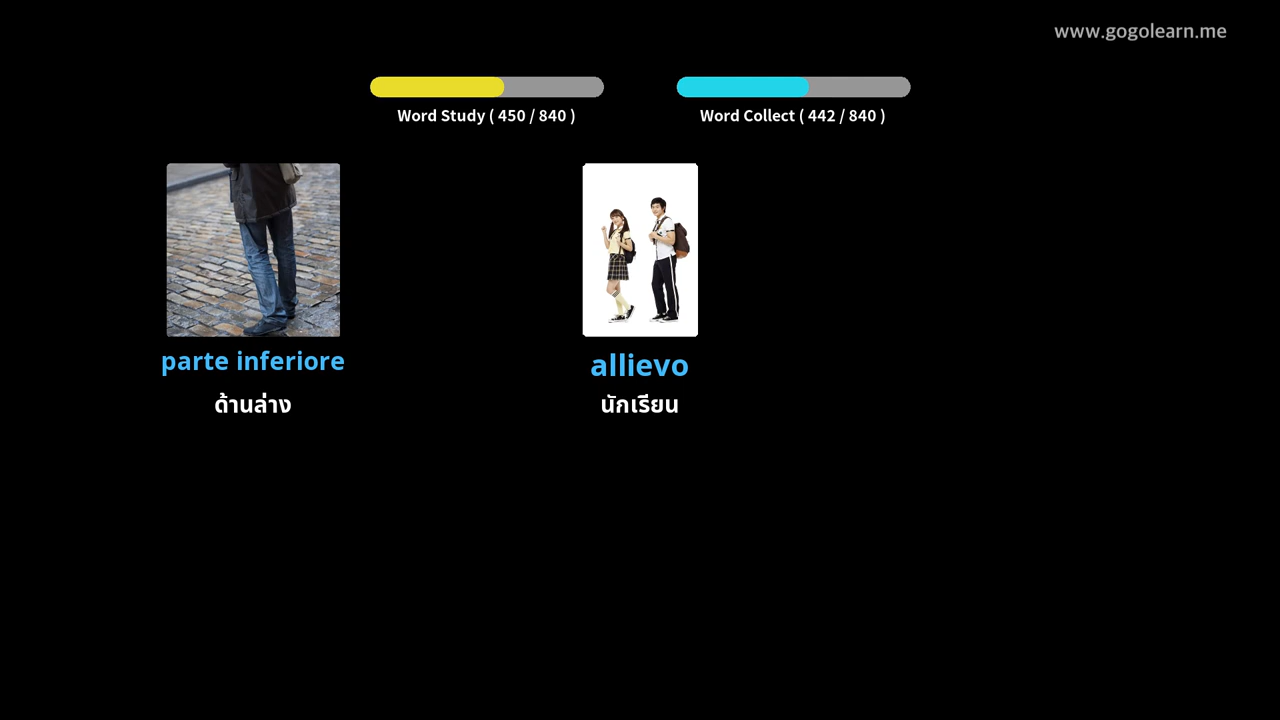 www.gogolearn.me
Word Study ( 450 / 840 )
Word Collect ( 442 / 840 )
parte inferiore
ด้านล่าง
allievo
นักเรียน